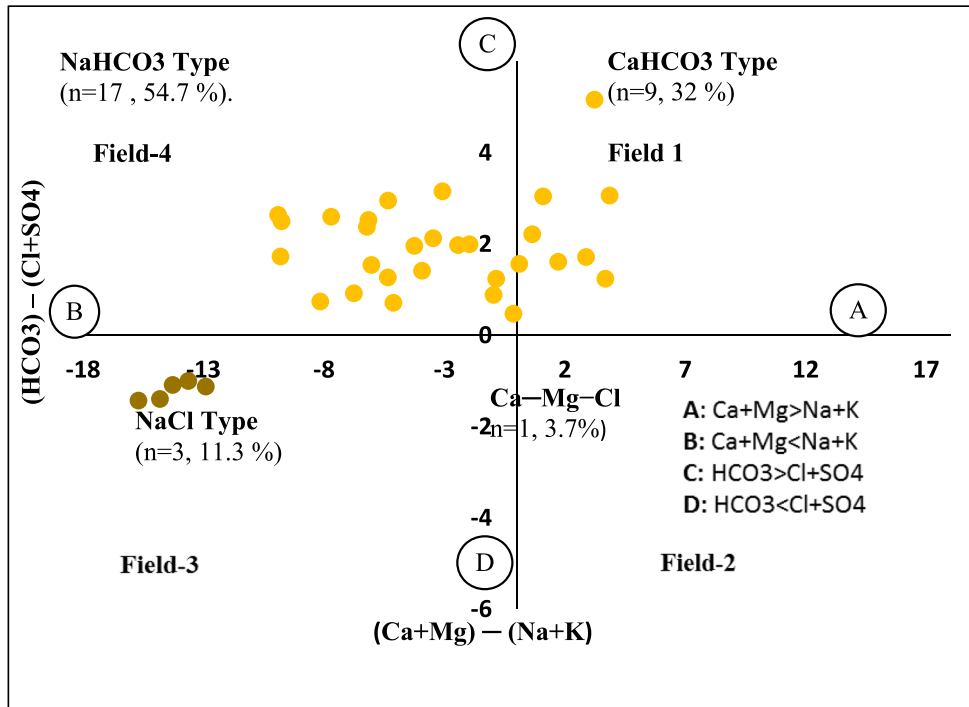 C
NaHCO3 Type
(n=17 , 54.7 %).
CaHCO3 Type
(n=9, 32 %)
Field-4
4
Field 1
(HCO3) – (Cl+SO4)
2
B
A
0
-18 -13 -8 -3 2 7 12 17
NaCl Type
(n=3, 11.3 %)
Ca–Mg–Cl
n=1, 3.7%)
-2
A: Ca+Mg>Na+K
B: Ca+Mg<Na+K
C: HCO3>Cl+SO4
D: HCO3<Cl+SO4
-4
Field-3
D
Field-2
-6
(Ca+Mg) – (Na+K)